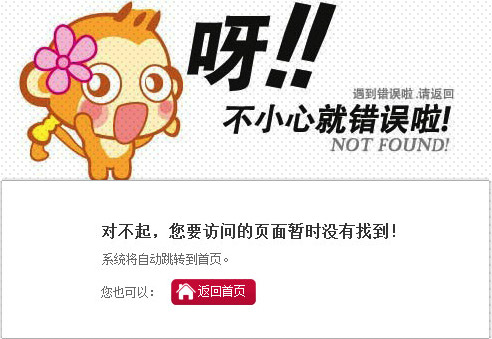 呀!!
遇到错误啦.请返回
不小心就错误啦!
NOT FOUND!
对不起，您要访问的页面暂时没有找到!
系统将自动跳转到首页。
您也可以：
返回首页